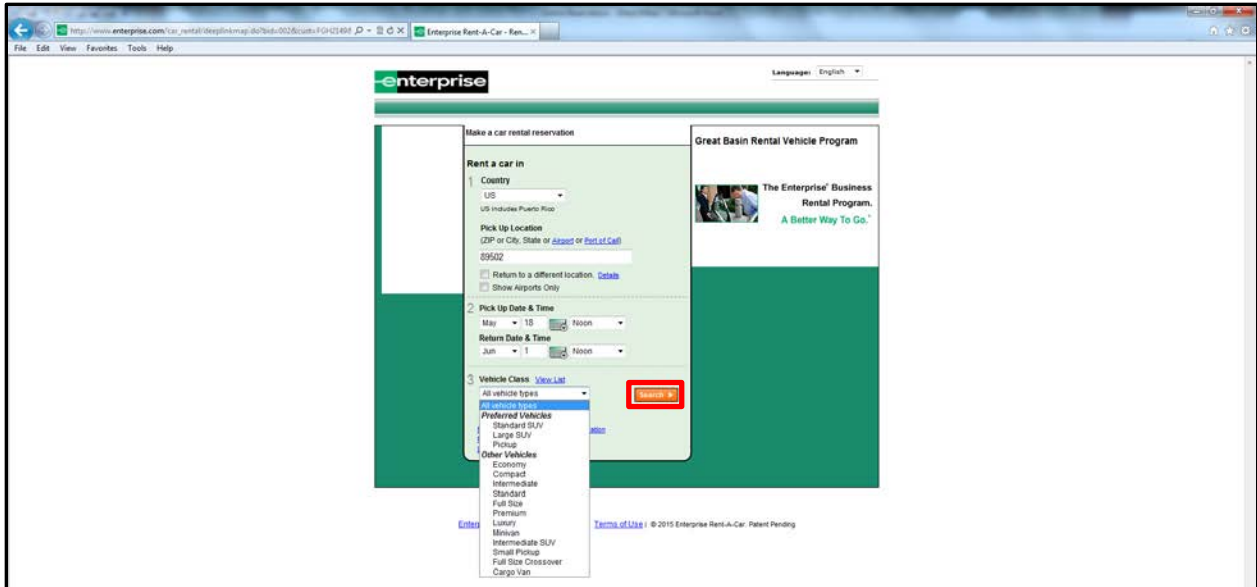 Enterprise Rent-A-Car - Ren...
File Edit View Favorites Tools Help
enterprise
Language: English
Make a car rental reservation
Great Basin Rental Vehicle Program
Rent a car in
1 Country
US
US includes Puerto Rico
The Enterprise® Business
Rental Program.
A Better Way To Go.®
Pick Up Location
(ZIP or City, State or Airport or Port of Call)
89502
Return to a different location. Details
Show Airports Only
2 Pick Up Date & Time
May 18 Noon
Return Date & Time
Jun 1 Noon
3 Vehicle Class View List
All vehicle types
Search
All vehicle types
Preferred Vehicles
Standard SUV
Large SUV
Pickup
Other Vehicles
Economy
Compact
Intermediate
Standard
Full Size
Premium
Luxury
Minivan
Intermediate SUV
Small Pickup
Full Size Crossover
Cargo Van
Terms of Use | © 2015 Enterprise Rent-A-Car. Patent Pending